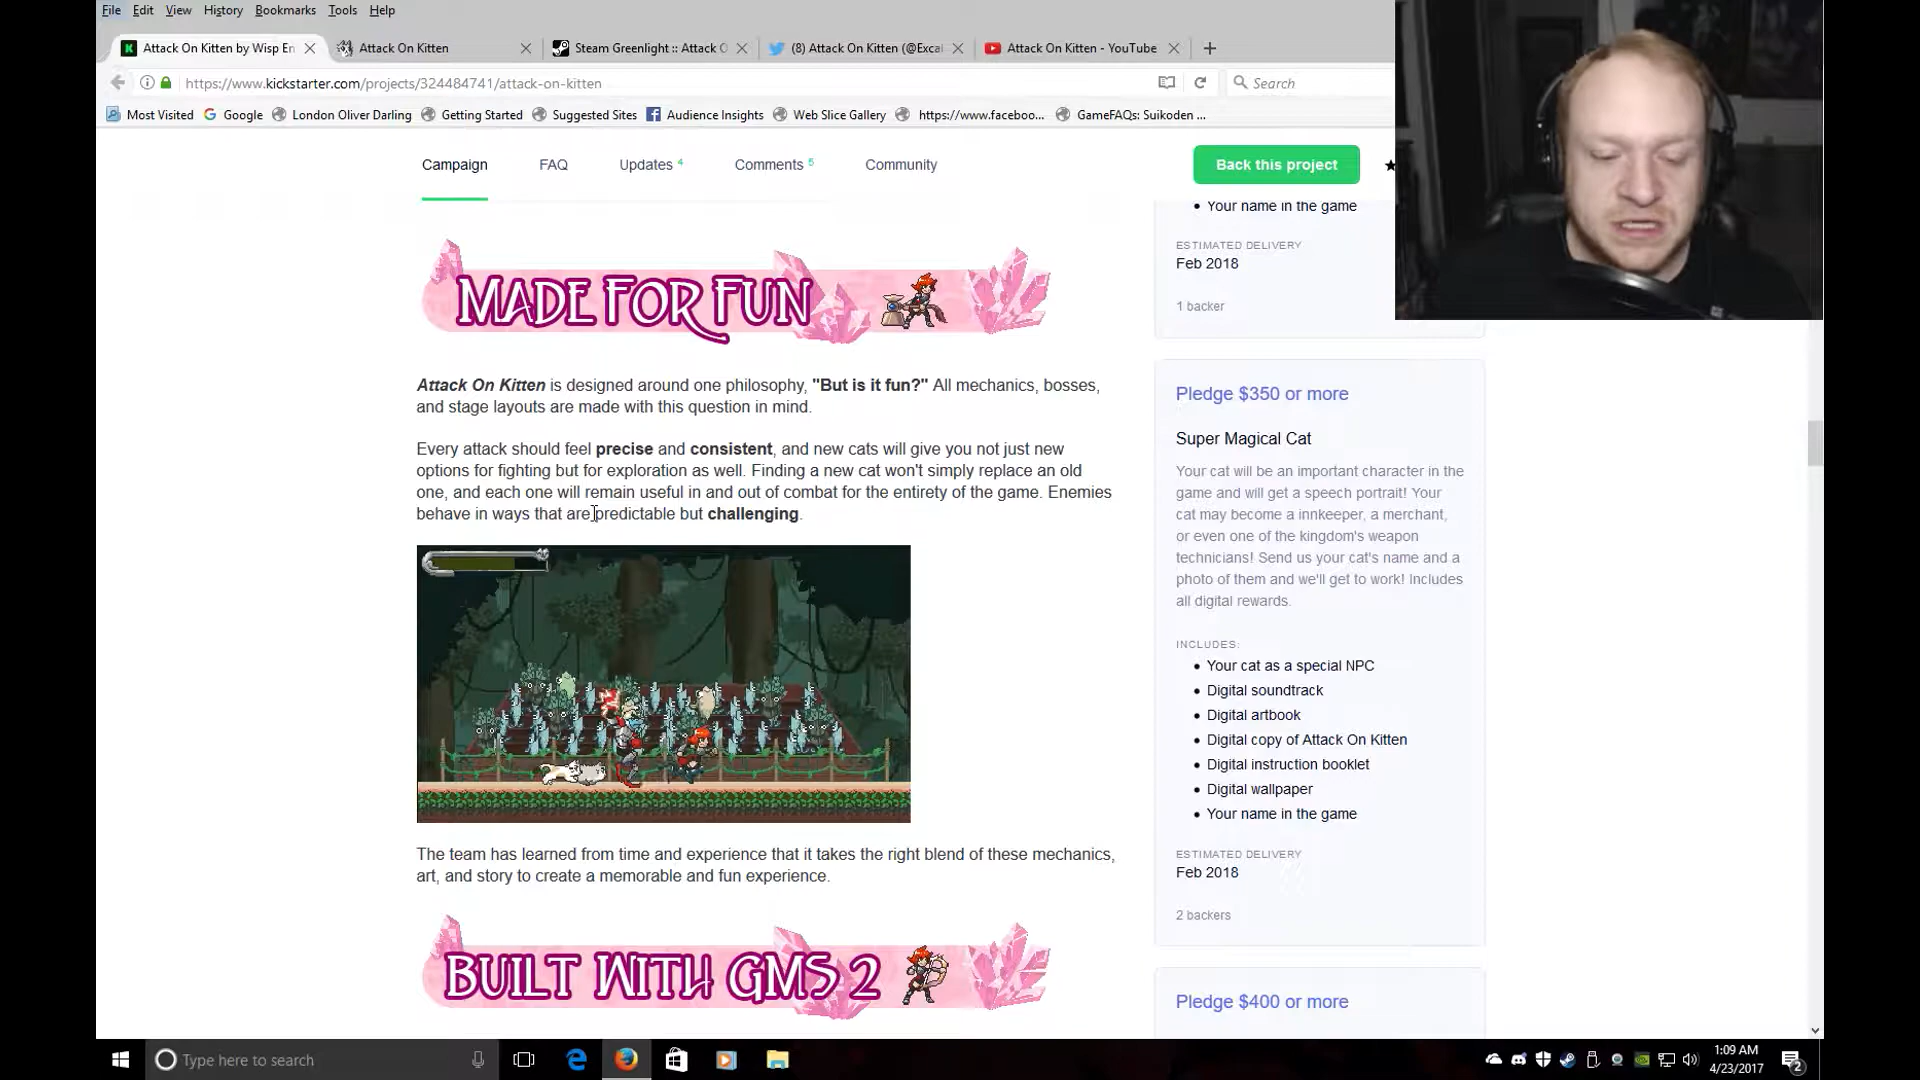 File Edit View History Bookmarks Tools Help
Attack On Kitten by Wisp En
Attack On Kitten
Steam Greenlight :: Attack O
(8) Attack On Kitten (@Excal
Attack On Kitten - YouTube
https://www.kickstarter.com/projects/324484741/attack-on-kitten
Search
Most Visited Google London Oliver Darling Getting Started Suggested Sites Audience Insights Web Slice Gallery https://www.faceboo... GameFAQs: Suikoden ...
Campaign FAQ Updates 4 Comments 5 Community
Back this project
MADE FOR FUN
Attack On Kitten is designed around one philosophy, "But is it fun?" All mechanics, bosses,
and stage layouts are made with this question in mind.
Every attack should feel precise and consistent, and new cats will give you not just new
options for fighting but for exploration as well. Finding a new cat won't simply replace an old
one, and each one will remain useful in and out of combat for the entirety of the game. Enemies
behave in ways that are predictable but challenging.
The team has learned from time and experience that it takes the right blend of these mechanics,
art, and story to create a memorable and fun experience.
BUILT WITH GMS 2
• Your name in the game
ESTIMATED DELIVERY
Feb 2018
1 backer
Pledge $350 or more
Super Magical Cat
Your cat will be an important character in the
game and will get a speech portrait! Your
cat may become an innkeeper, a merchant,
or even one of the kingdom's weapon
technicians! Send us your cat's name and a
photo of them and we'll get to work! Includes
all digital rewards.
INCLUDES:
• Your cat as a special NPC
• Digital soundtrack
• Digital artbook
• Digital copy of Attack On Kitten
• Digital instruction booklet
• Digital wallpaper
• Your name in the game
ESTIMATED DELIVERY
Feb 2018
2 backers
Pledge $400 or more
Type here to search
1:09 AM
4/23/2017
2